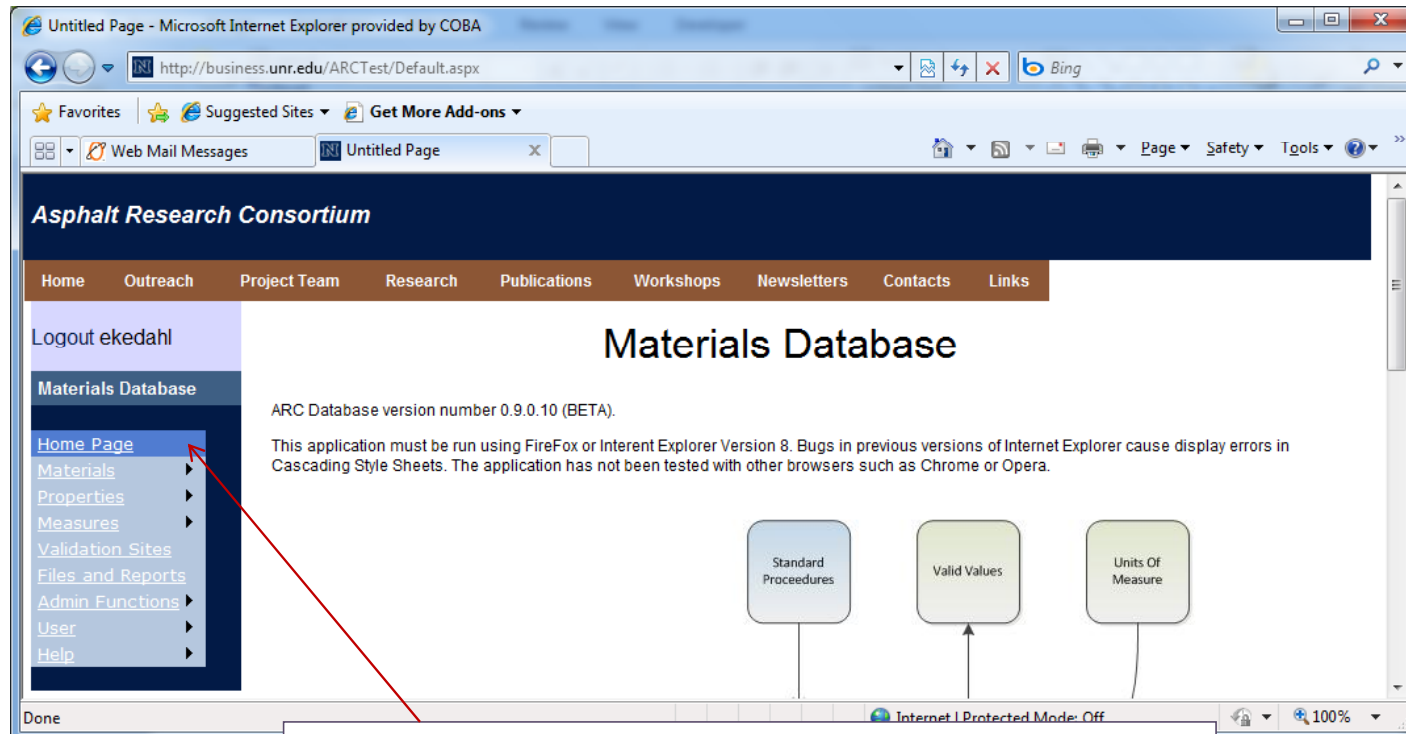 Untitled Page - Microsoft Internet Explorer provided by COBA
http://business.unr.edu/ARCTest/Default.aspx
Bing
Favorites Suggested Sites Get More Add-ons
Web Mail Messages Untitled Page Page Safety Tools
Asphalt Research Consortium
Home Outreach Project Team Research Publications Workshops Newsletters Contacts Links
Logout ekedahl
Materials Database
Materials Database
Home Page
Materials
Properties
Measures
Validation Sites
Files and Reports
Admin Functions
User
Help
ARC Database version number 0.9.0.10 (BETA).
This application must be run using FireFox or Interent Explorer Version 8. Bugs in previous versions of Internet Explorer cause display errors in
Cascading Style Sheets. The application has not been tested with other browsers such as Chrome or Opera.
Standard
Proceedures
Valid Values
Units Of
Measure
Done Internet | Protected Mode: Off 100%